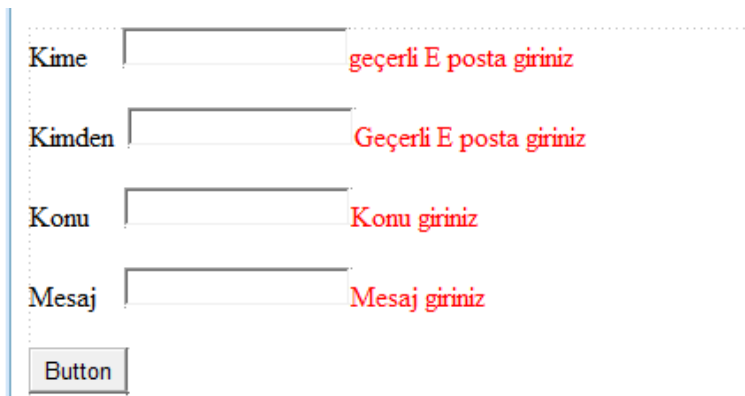 Kime geçerli E posta giriniz
Kimden Geçerli E posta giriniz
Konu Konu giriniz
Mesaj Mesaj giriniz
Button